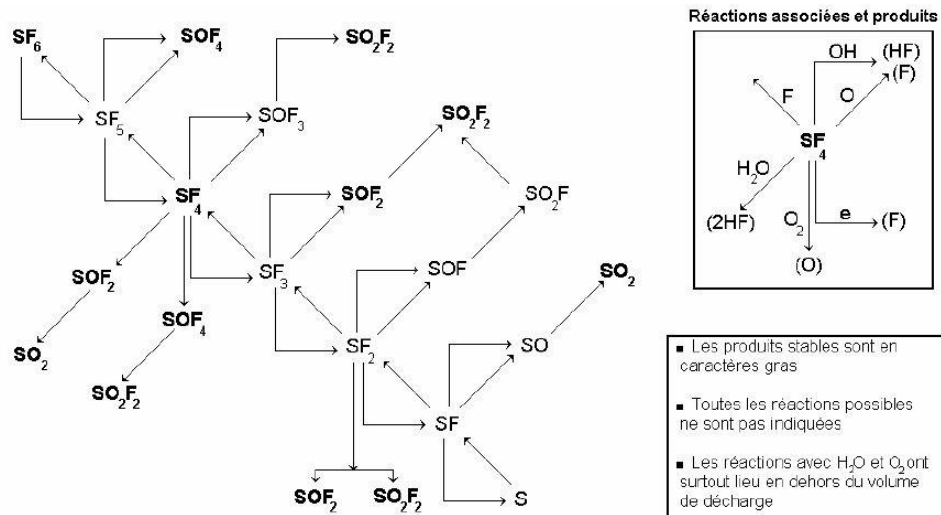 SF₆
SOF₄
SO₂F₂
SF₅
SOF₃
SO₂F₂
SF₄
SOF₂
SO₂F
SOF₂
SF₃
SOF
SO₂
SOF₄
SO₂
SF₂
SO
SO₂F₂
SF
SOF₂
SO₂F₂
S
Réactions associées et produits
OH
(HF)
(F)
F
O
SF₄
H₂O
(2HF)
O₂
e
(F)
(O)
▪ Les produits stables sont en
caractères gras
▪ Toutes les réactions possibles
ne sont pas indiquées
▪ Les réactions avec H₂O et O₂ ont
surtout lieu en dehors du volume
de décharge